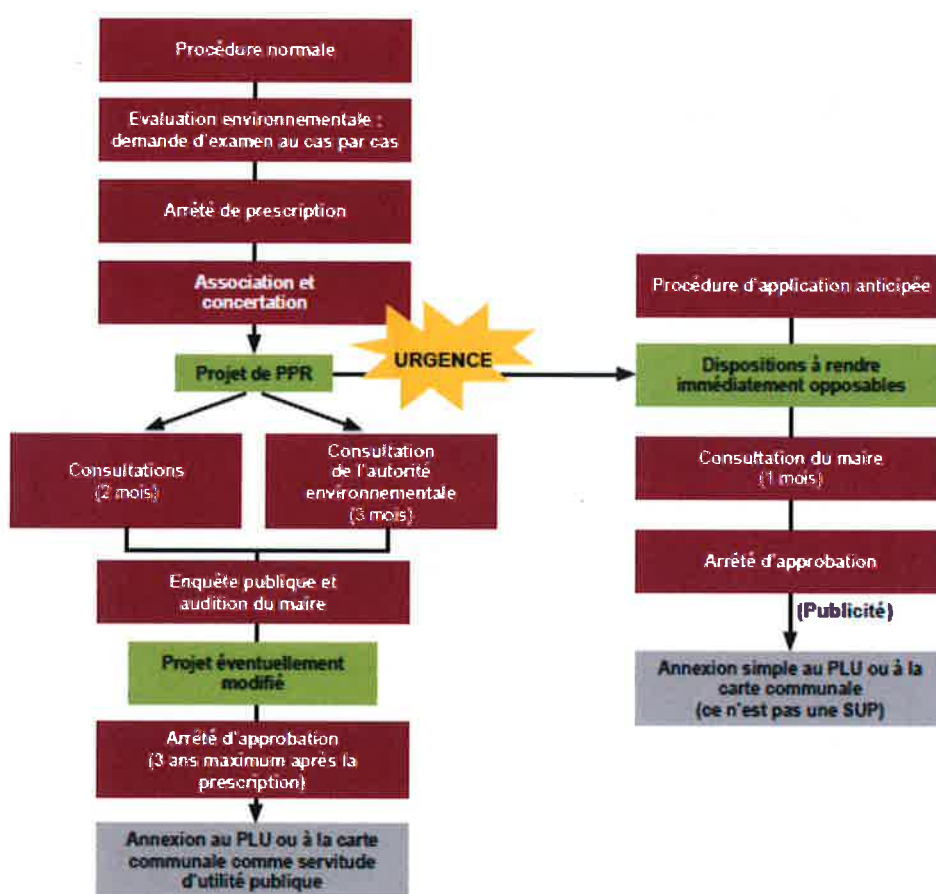 Procédure normale
Evaluation environnementale :
demande d'examen au cas par cas
Arrêté de prescription
Association et
concertation
Projet de PPR
URGENCE
Consultations
(2 mois)
Consultation
de l'autorité
environnementale
(3 mois)
Enquête publique et
audition du maire
Projet éventuellement
modifié
Arrêté d'approbation
(3 ans maximum après la
prescription)
Annexion au PLU ou à la carte
communale comme servitude
d'utilité publique
Procédure d'application anticipée
Dispositions à rendre
immédiatement opposables
Consultation du maire
(1 mois)
Arrêté d'approbation
(Publicité)
Annexion simple au PLU ou à la
carte communale
(ce n'est pas une SUP)